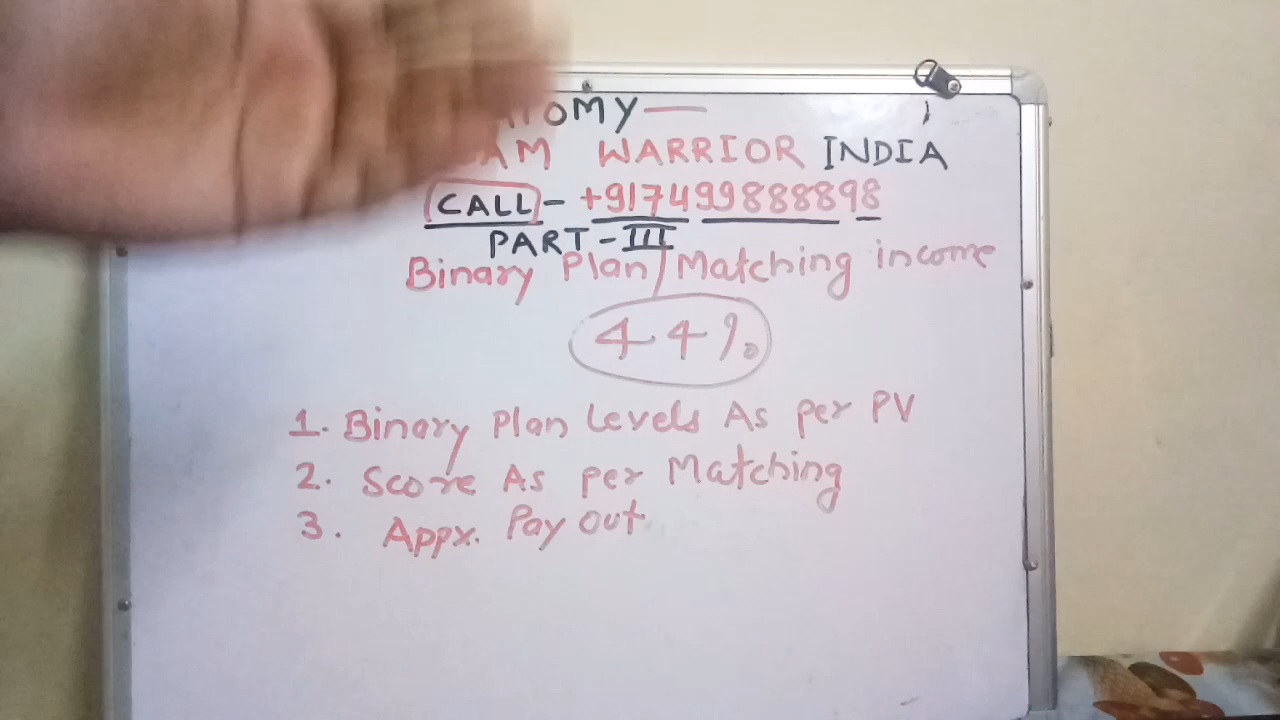 TOMY —
AM WARRIOR INDIA
CALL - +917499888898
PART - III
Binary Plan / Matching income
44%
1. Binary Plan Levels As per PV
2. Score As per Matching
3. Appx. Pay Out